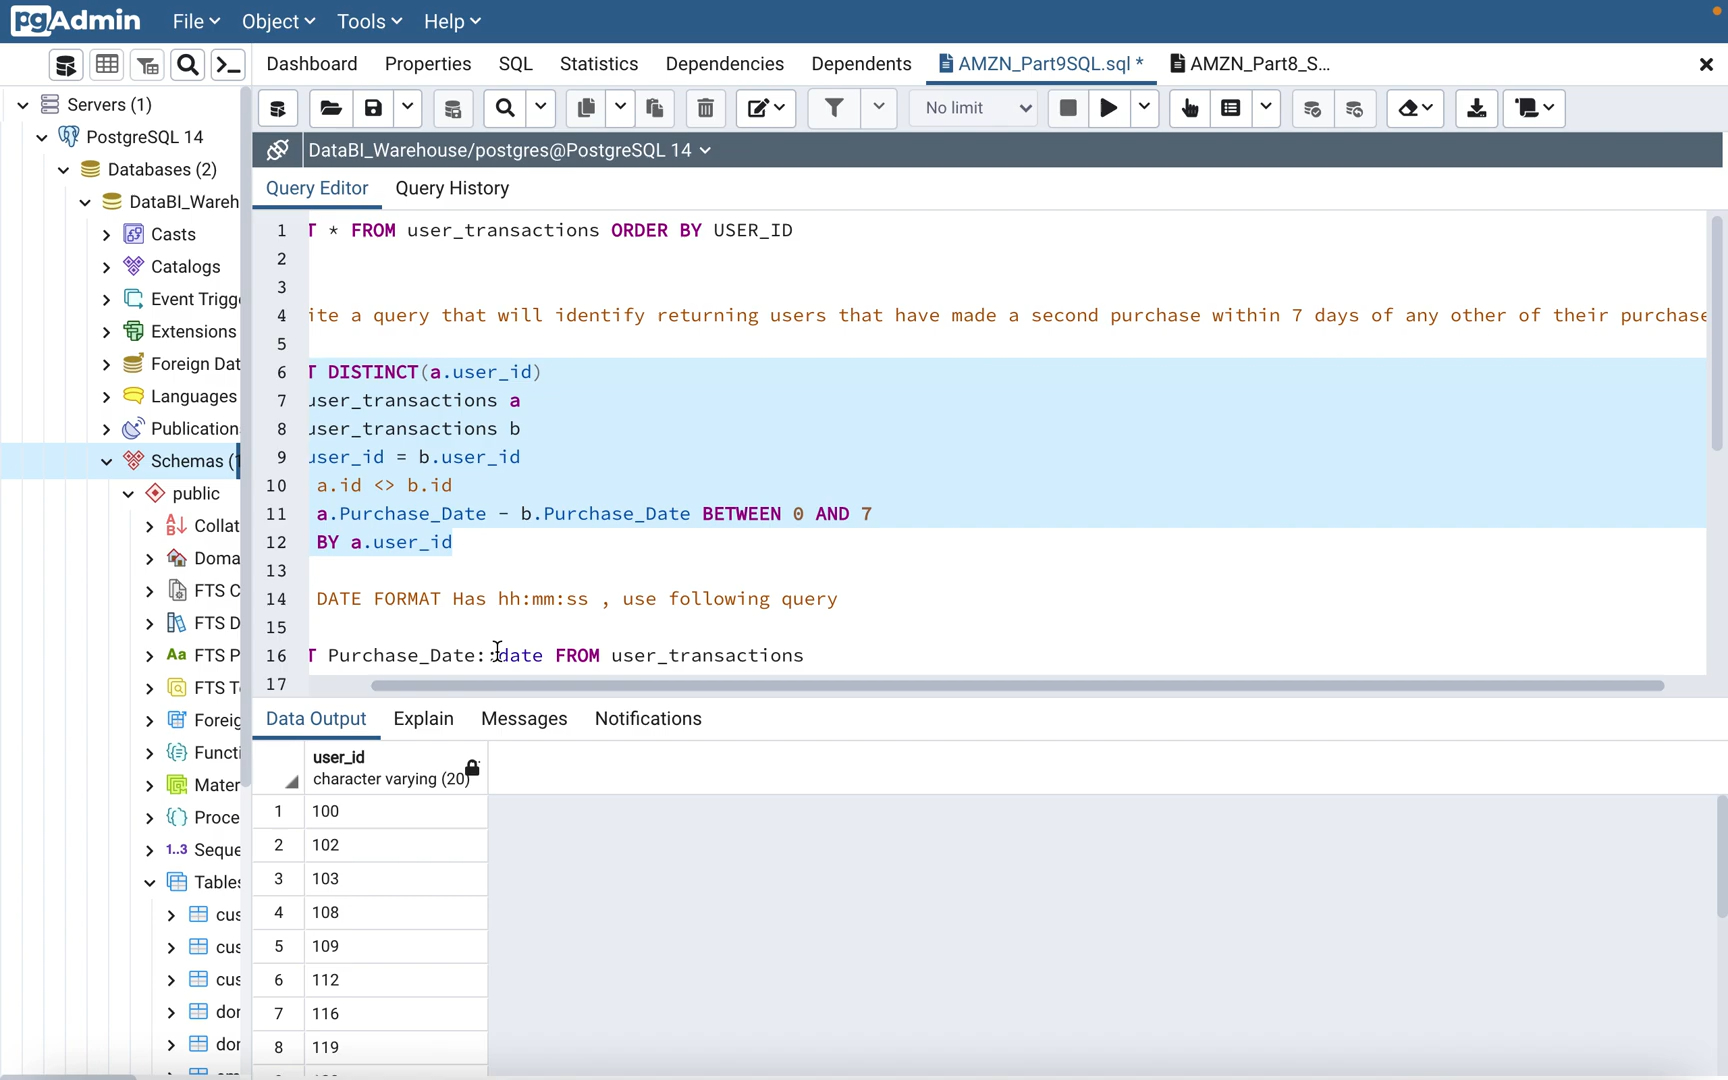 pgAdmin File Object Tools Help
Dashboard Properties SQL Statistics Dependencies Dependents AMZN_Part9SQL.sql * AMZN_Part8_S...
No limit
Servers (1)
PostgreSQL 14
Databases (2)
DataBI_Wareh
Casts
Catalogs
Event Trigg
Extensions
Foreign Dat
Languages
Publication
Schemas (1
public
Collat
Doma
FTS C
FTS D
Aa FTS P
FTS T
Foreig
Functi
Mater
Proce
1..3 Seque
Tables
cus
cus
cus
dor
dor
DataBI_Warehouse/postgres@PostgreSQL 14
Query Editor Query History
1 T * FROM user_transactions ORDER BY USER_ID
2
3
4 ite a query that will identify returning users that have made a second purchase within 7 days of any other of their purchase
5
6 T DISTINCT(a.user_id)
7 user_transactions a
8 user_transactions b
9 user_id = b.user_id
10 a.id <> b.id
11 a.Purchase_Date - b.Purchase_Date BETWEEN 0 AND 7
12 BY a.user_id
13
14 DATE FORMAT Has hh:mm:ss , use following query
15
16 T Purchase_Date::date FROM user_transactions
17
Data Output Explain Messages Notifications
user_id
character varying (20)
1 100
2 102
3 103
4 108
5 109
6 112
7 116
8 119